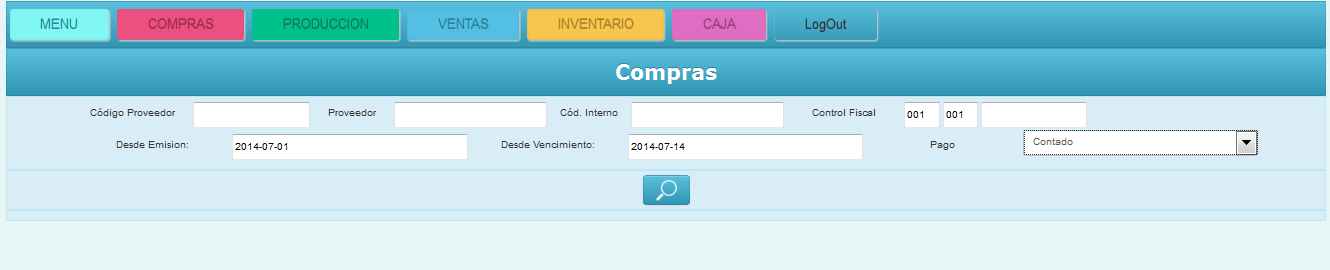 MENU COMPRAS PRODUCCION VENTAS INVENTARIO CAJA LogOut
Compras
Código Proveedor Proveedor Cód. Interno Control Fiscal 001 001
Desde Emision: 2014-07-01 Desde Vencimiento: 2014-07-14 Pago Contado